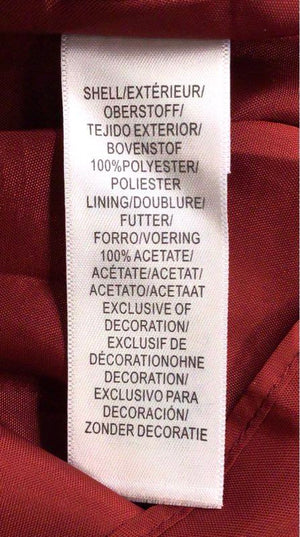 SHELL/EXTÉRIEUR/
OBERSTOFF/
TEJIDO EXTERIOR/
BOVENSTOF
100%POLYESTER/
POLIESTER
LINING/DOUBLURE/
FUTTER/
FORRO/VOERING
100% ACETATE/
ACÉTATE/ACETAT/
ACETATO/ACETAAT
EXCLUSIVE OF
DECORATION/
EXCLUSIF DE
DÉCORATIONOHNE
DECORATION/
EXCLUSIVO PARA
DECORACIÓN/
ZONDER DECORATIE